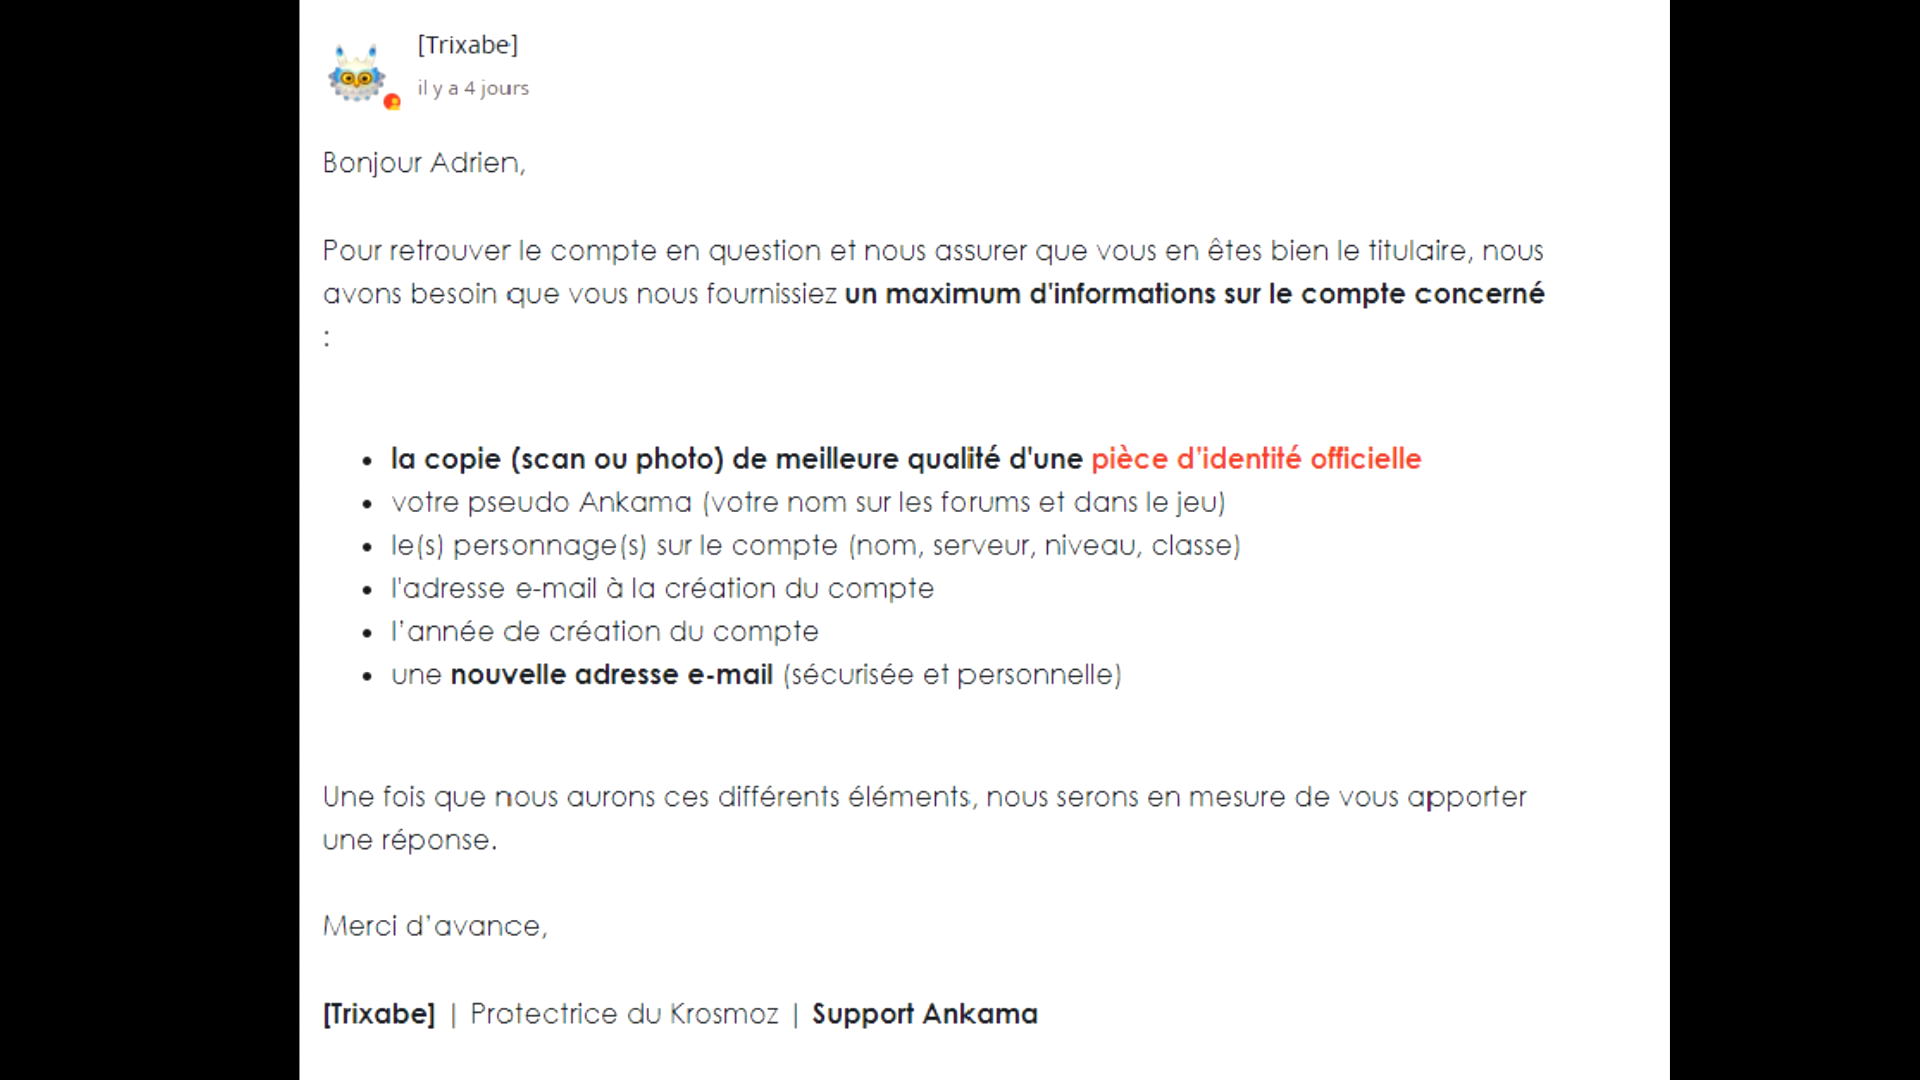 [Trixabe]
il y a 4 jours
Bonjour Adrien,
Pour retrouver le compte en question et nous assurer que vous en êtes bien le titulaire, nous
avons besoin que vous nous fournissiez un maximum d'informations sur le compte concerné
:
• la copie (scan ou photo) de meilleure qualité d'une pièce d'identité officielle
• votre pseudo Ankama (votre nom sur les forums et dans le jeu)
• le(s) personnage(s) sur le compte (nom, serveur, niveau, classe)
• l'adresse e-mail à la création du compte
• l’année de création du compte
• une nouvelle adresse e-mail (sécurisée et personnelle)
Une fois que nous aurons ces différents éléments, nous serons en mesure de vous apporter
une réponse.
Merci d’avance,
[Trixabe] | Protectrice du Krosmoz | Support Ankama